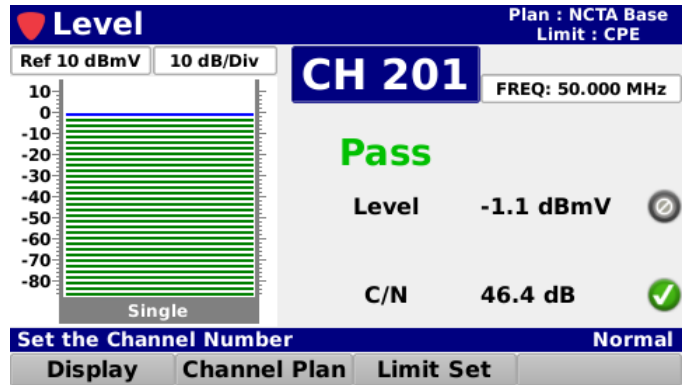 Level
Plan : NCTA Base
Limit : CPE
Ref 10 dBmV
10 dB/Div
CH 201
FREQ: 50.000 MHz
10
0
-10
-20
-30
-40
-50
-60
-70
-80
Single
Pass
Level -1.1 dBmV
C/N 46.4 dB
Set the Channel Number
Normal
Display
Channel Plan
Limit Set